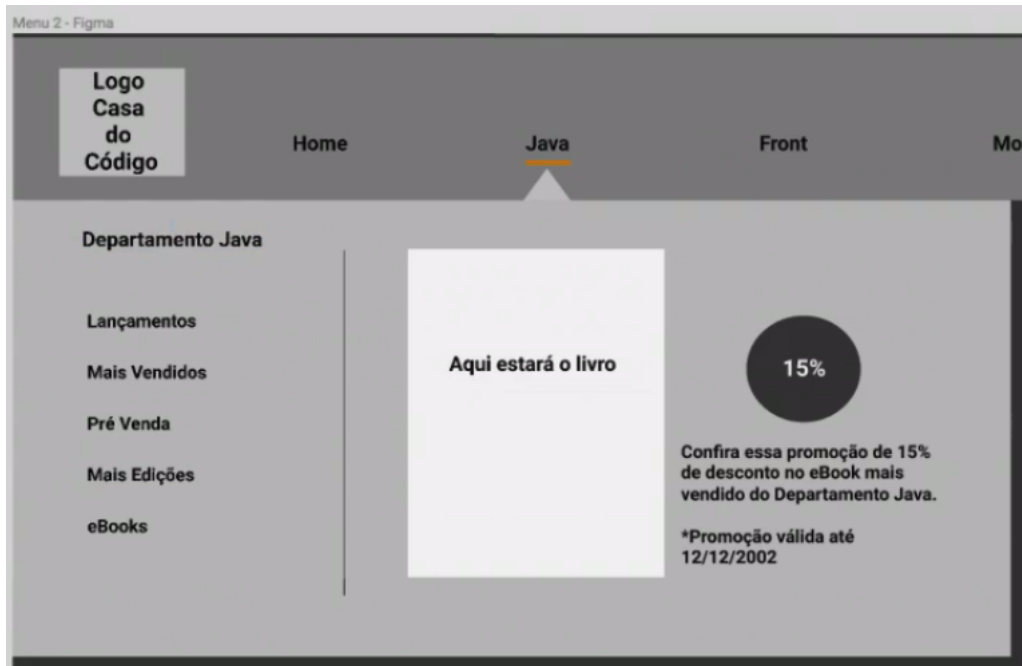 Menu 2 - Figma
Logo
Casa
do
Código
Home
Java
Front
Mo
Departamento Java
Lançamentos
Mais Vendidos
Pré Venda
Mais Edições
eBooks
Aqui estará o livro
15%
Confira essa promoção de 15%
de desconto no eBook mais
vendido do Departamento Java.
*Promoção válida até
12/12/2002